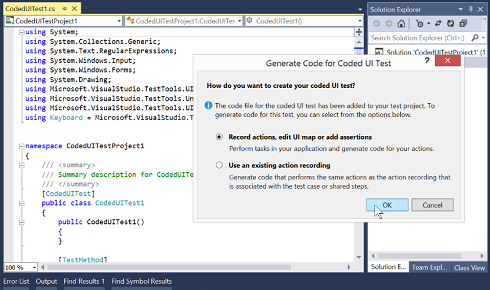 CodedUITest1.cs
CodedUITestProject1
CodedUITestProject1.CodedUITes
CodedUITest1()
using System;
using System.Collections.Generic;
using System.Text.RegularExpressions;
using System.Windows.Input;
using System.Windows.Forms;
using System.Drawing;
using Microsoft.VisualStudio.TestTools.UI
using Microsoft.VisualStudio.TestTools.Un
using Microsoft.VisualStudio.TestTools.UI
using Keyboard = Microsoft.VisualStudio.T
namespace CodedUITestProject1
{
/// <summary>
/// Summary description for CodedUITe
/// </summary>
[CodedUITest]
public class CodedUITest1
{
public CodedUITest1()
{
}
[TestMethod]
100 %
Generate Code for Coded UI Test
?
How do you want to create your coded UI test?
The code file for the coded UI test has been added to your test project. To
generate code for this test, you can select from the options below.
Record actions, edit UI map or add assertions
Perform tasks in your application and generate code for your actions.
Use an existing action recording
Generate code that performs the same actions as the action recording that
is associated with the test case or shared steps.
OK
Cancel
Solution Explorer
Search Solution Explorer (Ctrl+;)
Solution 'CodedUITestProject1' (1
Solution E...
Team Expl...
Class View
Error List
Output
Find Results 1
Find Symbol Results